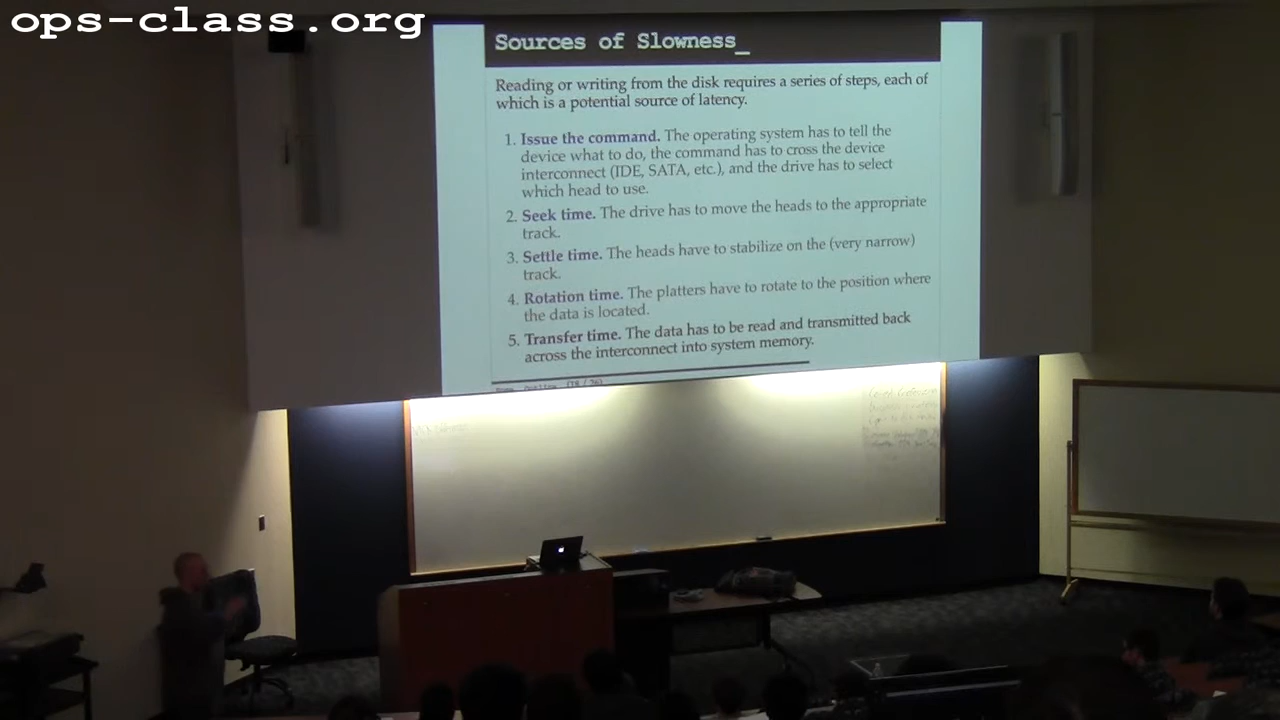 ops-class.org
Sources of Slowness_
Reading or writing from the disk requires a series of steps, each of
which is a potential source of latency.
1. Issue the command. The operating system has to tell the
device what to do, the command has to cross the device
interconnect (IDE, SATA, etc.), and the drive has to select
which head to use.
2. Seek time. The drive has to move the heads to the appropriate
track.
3. Settle time. The heads have to stabilize on the (very narrow)
track.
4. Rotation time. The platters have to rotate to the position where
the data is located.
5. Transfer time. The data has to be read and transmitted back
across the interconnect into system memory.